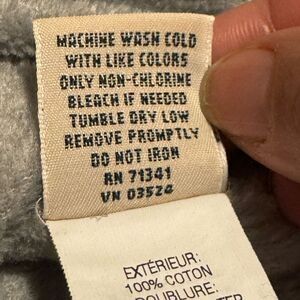 MACHINE WASH COLD
WITH LIKE COLORS
ONLY NON-CHLORINE
BLEACH IF NEEDED
TUMBLE DRY LOW
REMOVE PROMPTLY
DO NOT IRON
RN 71341
VN 03524
EXTÉRIEUR:
100% COTON
DOUBLURE: